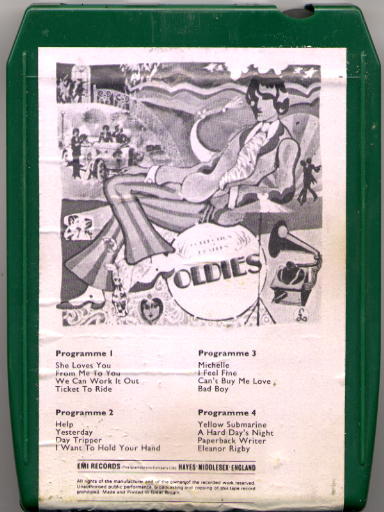 A COLLECTION OF
BEATLES
OLDIES
Programme 1
She Loves You
From Me To You
We Can Work It Out
Ticket To Ride
Programme 2
Help
Yesterday
Day Tripper
I Want To Hold Your Hand
Programme 3
Michelle
I Feel Fine
Can't Buy Me Love
Bad Boy
Programme 4
Yellow Submarine
A Hard Day's Night
Paperback Writer
Eleanor Rigby
EMI RECORDS HAYES · MIDDLESEX · ENGLAND
All rights of the manufacturer and of the owner of the recorded work reserved.
Unauthorised public performance, broadcasting and copying of this tape record
prohibited. Made and Printed in Great Britain.